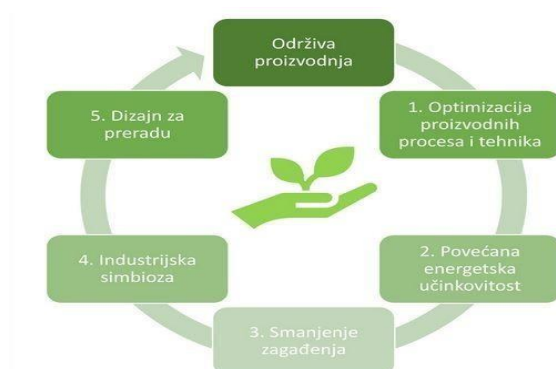 Održiva
proizvodnja
1. Optimizacija
proizvodnih
procesa i tehnika
2. Povećana
energetska
učinkovitost
3. Smanjenje
zagađenja
4. Industrijska
simbioza
5. Dizajn za
preradu